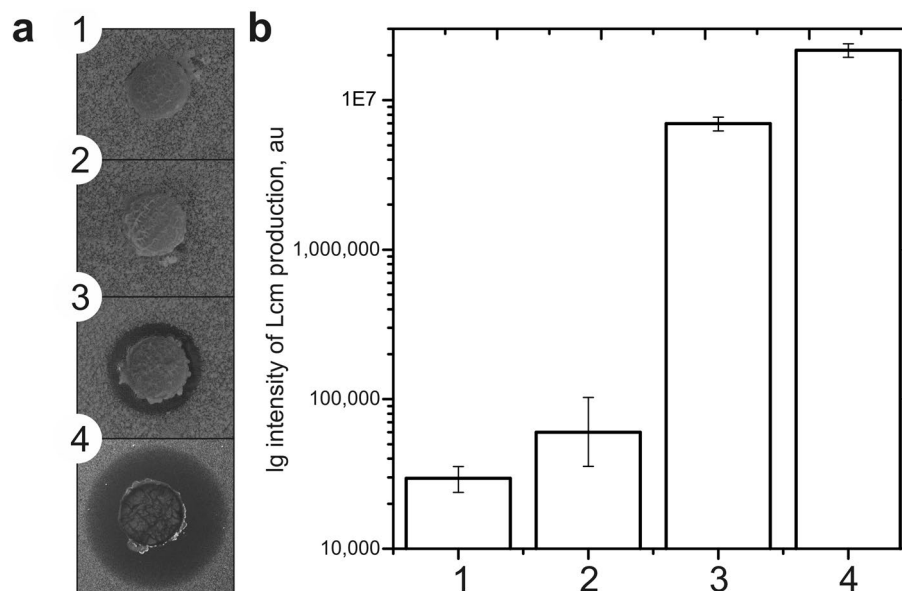 a
1
2
3
4
b
lg intensity of Lcm production, au
1E7
1,000,000
100,000
10,000
1 2 3 4